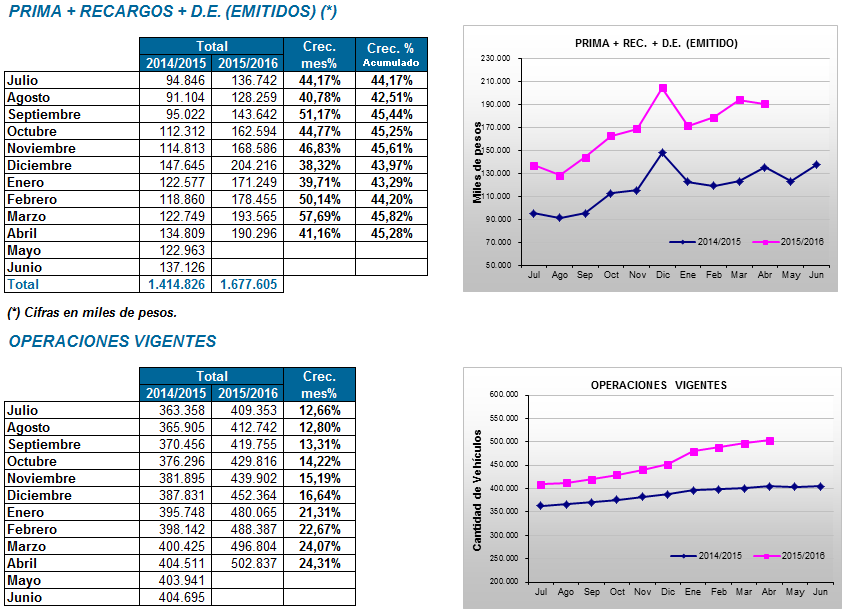 PRIMA + RECARGOS + D.E. (EMITIDOS) (*)
Total Crec. Crec. %
2014/2015 2015/2016 mes% Acumulado
Julio 94.846 136.742 44,17% 44,17%
Agosto 91.104 128.259 40,78% 42,51%
Septiembre 95.022 143.642 51,17% 45,44%
Octubre 112.312 162.594 44,77% 45,25%
Noviembre 114.813 168.586 46,83% 45,61%
Diciembre 147.645 204.216 38,32% 43,97%
Enero 122.577 171.249 39,71% 43,29%
Febrero 118.860 178.455 50,14% 44,20%
Marzo 122.749 193.565 57,69% 45,82%
Abril 134.809 190.296 41,16% 45,28%
Mayo 122.963
Junio 137.126
Total 1.414.826 1.677.605
(*) Cifras en miles de pesos.
PRIMA + REC. + D.E. (EMITIDO)
Miles de pesos
230.000
210.000
190.000
170.000
150.000
130.000
110.000
90.000
70.000
50.000
2014/2015 2015/2016
Jul Ago Sep Oct Nov Dic Ene Feb Mar Abr May Jun
OPERACIONES VIGENTES
Total Crec.
2014/2015 2015/2016 mes%
Julio 363.358 409.353 12,66%
Agosto 365.905 412.742 12,80%
Septiembre 370.456 419.755 13,31%
Octubre 376.296 429.816 14,22%
Noviembre 381.895 439.902 15,19%
Diciembre 387.831 452.364 16,64%
Enero 395.748 480.065 21,31%
Febrero 398.142 488.387 22,67%
Marzo 400.425 496.804 24,07%
Abril 404.511 502.837 24,31%
Mayo 403.941
Junio 404.695
OPERACIONES VIGENTES
Cantidad de Vehículos
600.000
550.000
500.000
450.000
400.000
350.000
300.000
250.000
200.000
2014/2015 2015/2016
Jul Ago Sep Oct Nov Dic Ene Feb Mar Abr May Jun